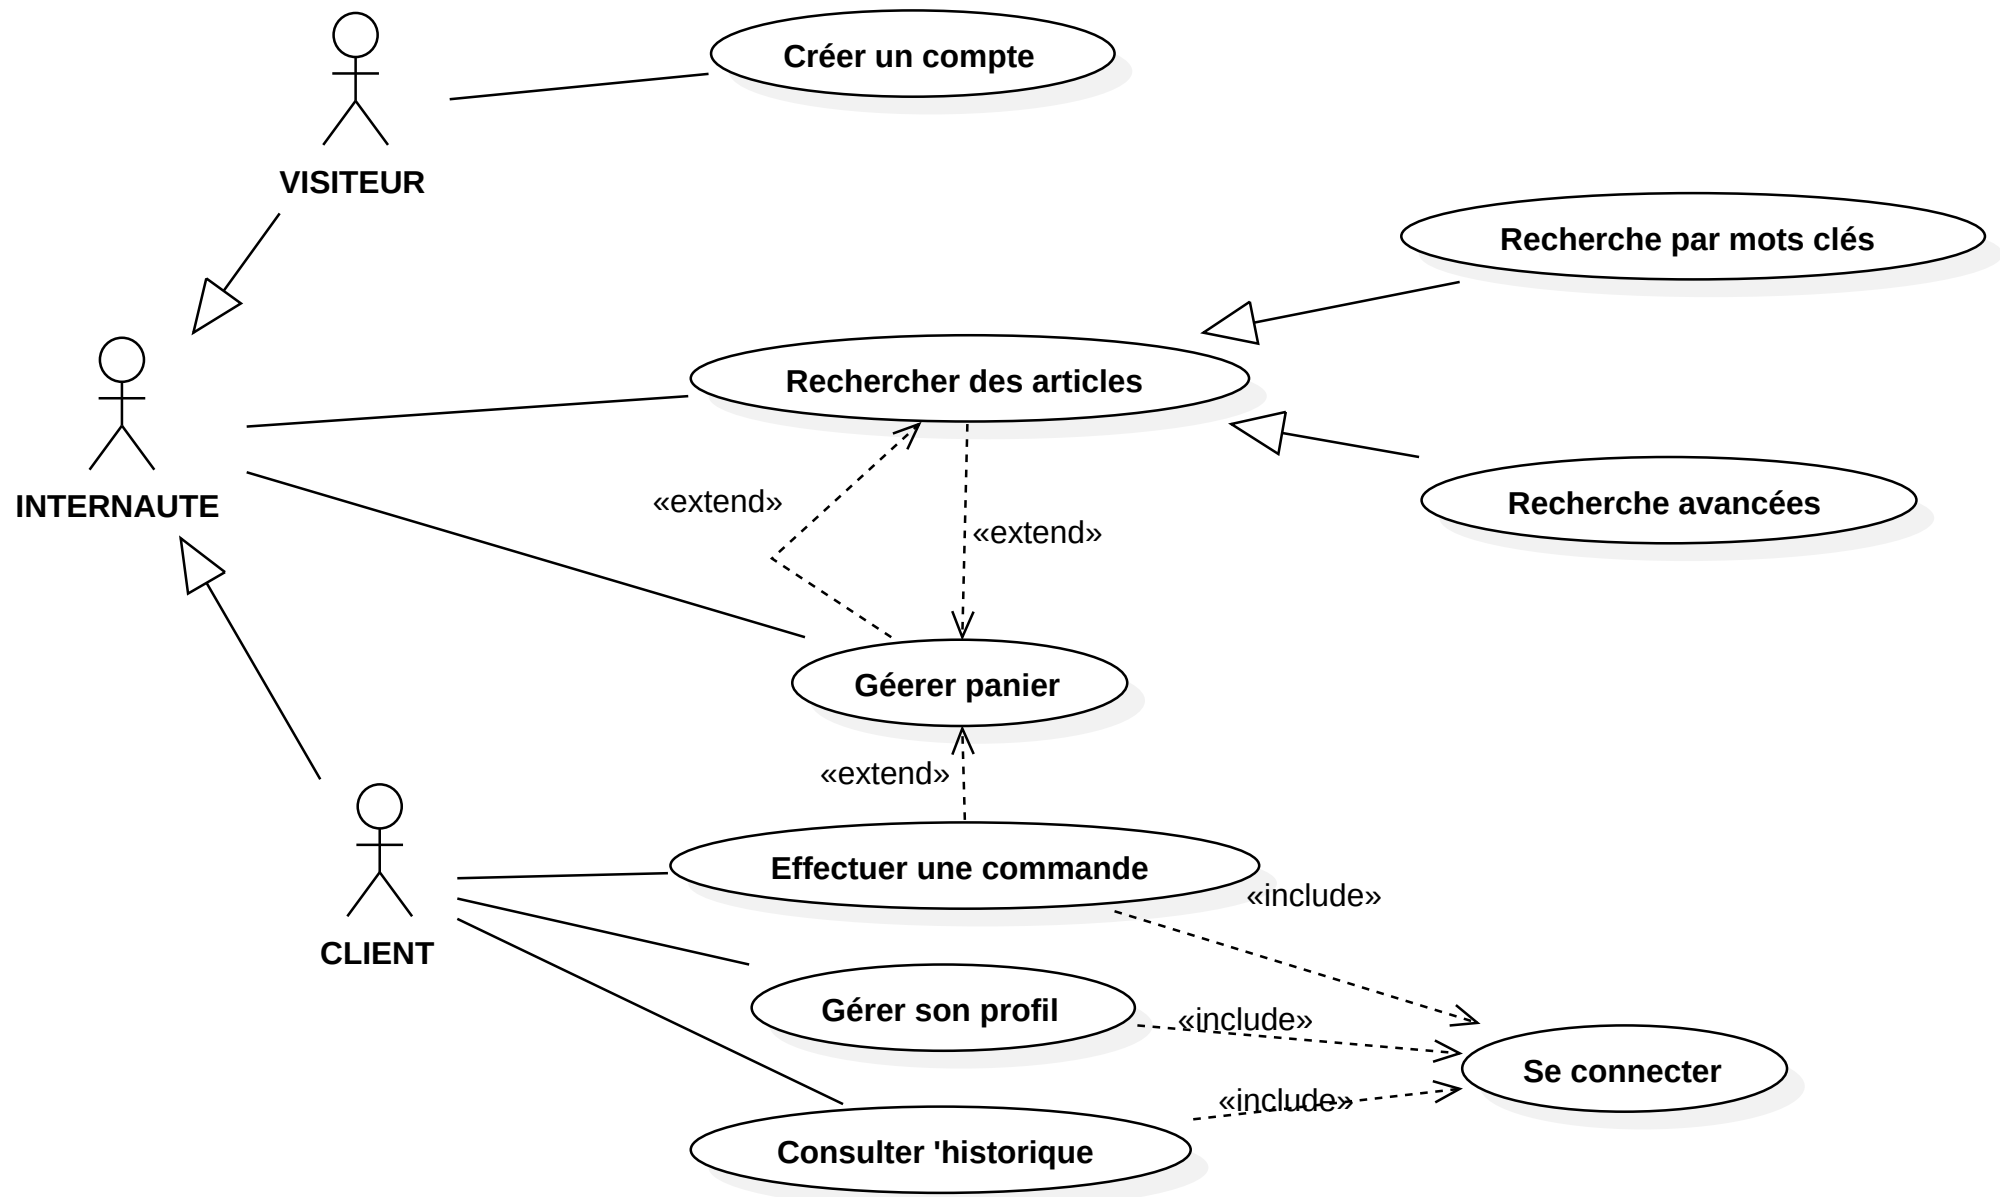 Créer un compte
VISITEUR
Recherche par mots clés
Rechercher des articles
INTERNAUTE
«extend»
«extend»
Recherche avancées
Géerer panier
«extend»
Effectuer une commande
«include»
CLIENT
Gérer son profil
«include»
Se connecter
«include»
Consulter 'historique